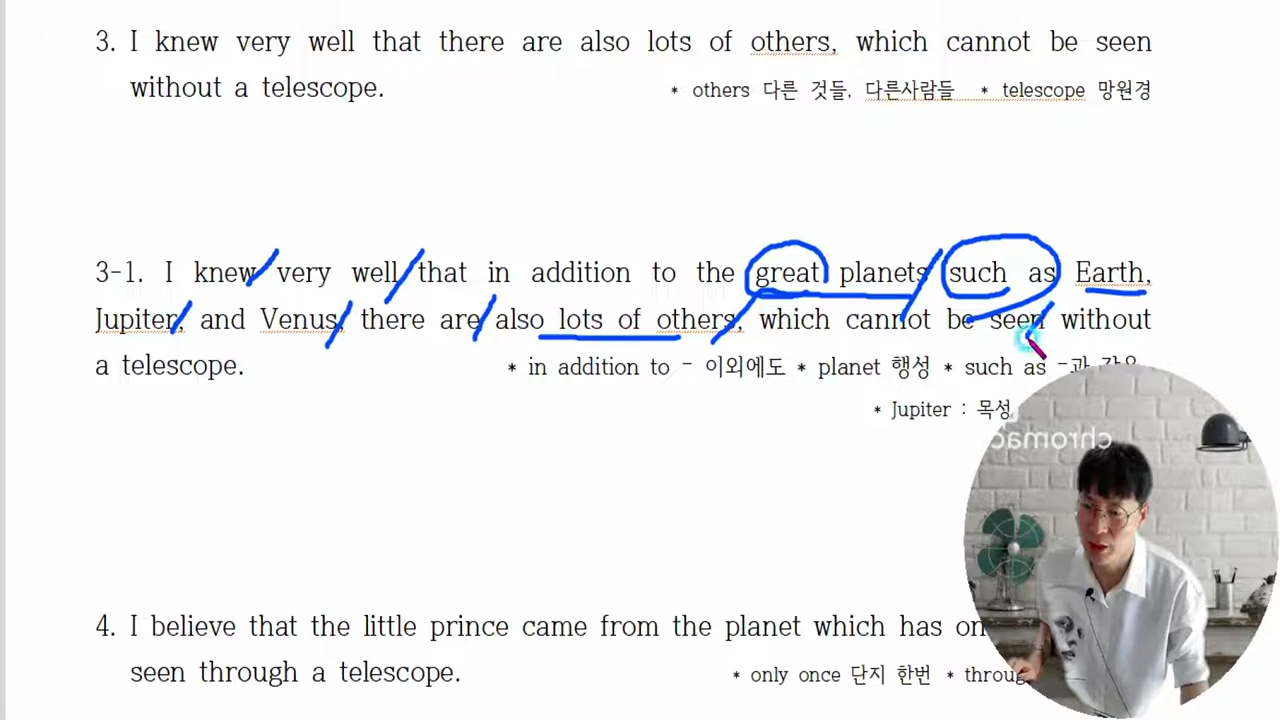 3. I knew very well that there are also lots of others, which cannot be seen
without a telescope. * others 다른 것들, 다른사람들 * telescope 망원경
3-1. I knew very well that in addition to the great planets such as Earth,
Jupiter, and Venus, there are also lots of others, which cannot be seen without
a telescope. * in addition to - 이외에도 * planet 행성 * such as
* Jupiter : 목성
chromac
4. I believe that the little prince came from the planet which has
seen through a telescope. * only once 단지 한번 *